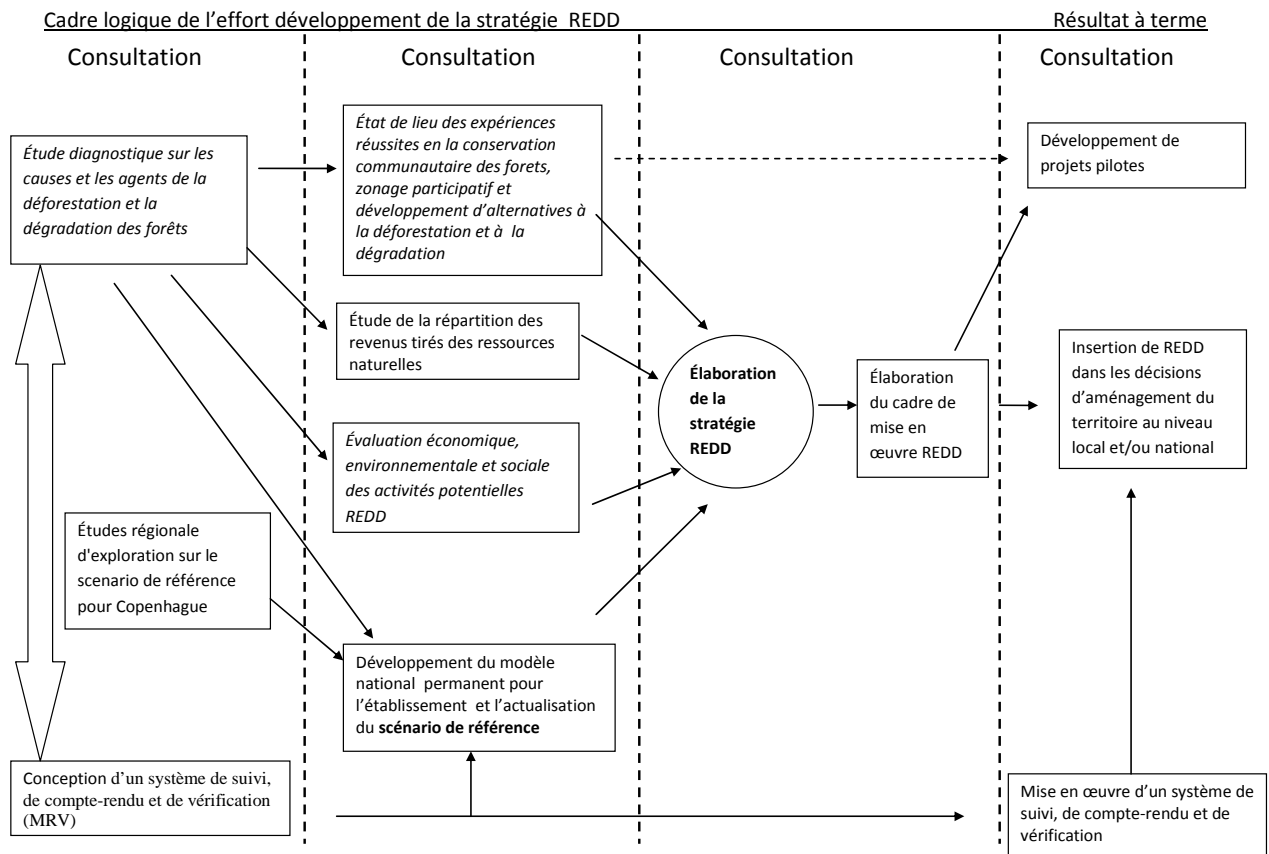 Cadre logique de l'effort développement de la stratégie REDD
Résultat à terme
Consultation
Consultation
Consultation
Consultation
Étude diagnostique sur les
causes et les agents de la
déforestation et la
dégradation des forêts
État de lieu des expériences
réussites en la conservation
communautaire des forets,
zonage participatif et
développement d'alternatives à
la déforestation et à la
dégradation
Développement de
projets pilotes
Étude de la répartition des
revenus tirés des ressources
naturelles
Élaboration
de la
stratégie
REDD
Élaboration
du cadre de
mise en
œuvre REDD
Insertion de REDD
dans les décisions
d'aménagement du
territoire au niveau
local et/ou national
Évaluation économique,
environnementale et sociale
des activités potentielles
REDD
Études régionale
d'exploration sur le
scenario de référence
pour Copenhague
Développement du modèle
national permanent pour
l'établissement et l'actualisation
du scénario de référence
Conception d'un système de suivi,
de compte-rendu et de vérification
(MRV)
Mise en œuvre d'un système de
suivi, de compte-rendu et de
vérification